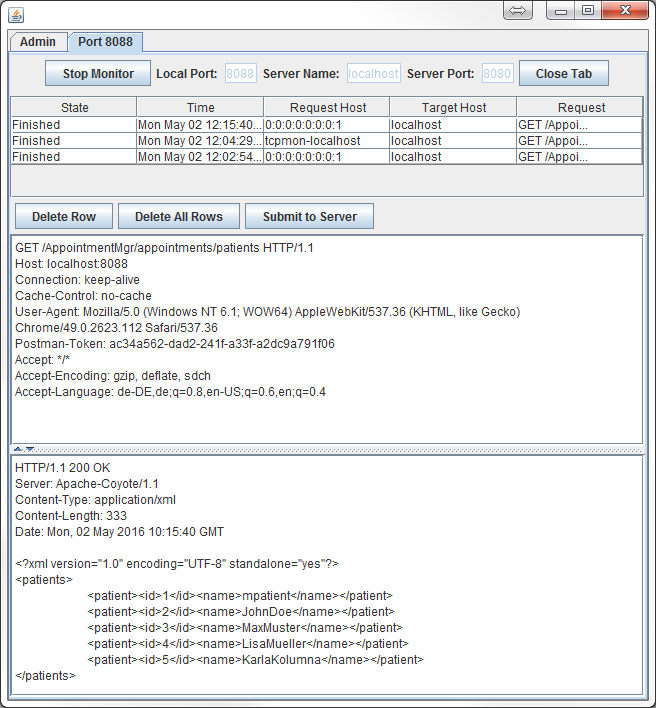 Admin Port 8088
Stop Monitor Local Port: 8088 Server Name: localhost Server Port: 8080 Close Tab
State Time Request Host Target Host Request
Finished Mon May 02 12:15:40... 0:0:0:0:0:0:0:1 localhost GET /Appoi...
Finished Mon May 02 12:04:29... tcpmon-localhost localhost GET /Appoi...
Finished Mon May 02 12:02:54... 0:0:0:0:0:0:0:1 localhost GET /Appoi...
Delete Row Delete All Rows Submit to Server
GET /AppointmentMgr/appointments/patients HTTP/1.1
Host: localhost:8088
Connection: keep-alive
Cache-Control: no-cache
User-Agent: Mozilla/5.0 (Windows NT 6.1; WOW64) AppleWebKit/537.36 (KHTML, like Gecko)
Chrome/49.0.2623.112 Safari/537.36
Postman-Token: ac34a562-dad2-241f-a33f-a2dc9a791f06
Accept: */*
Accept-Encoding: gzip, deflate, sdch
Accept-Language: de-DE,de;q=0.8,en-US;q=0.6,en;q=0.4
HTTP/1.1 200 OK
Server: Apache-Coyote/1.1
Content-Type: application/xml
Content-Length: 333
Date: Mon, 02 May 2016 10:15:40 GMT
<?xml version="1.0" encoding="UTF-8" standalone="yes"?>
<patients>
<patient><id>1</id><name>mpatient</name></patient>
<patient><id>2</id><name>JohnDoe</name></patient>
<patient><id>3</id><name>MaxMuster</name></patient>
<patient><id>4</id><name>LisaMueller</name></patient>
<patient><id>5</id><name>KarlaKolumna</name></patient>
</patients>